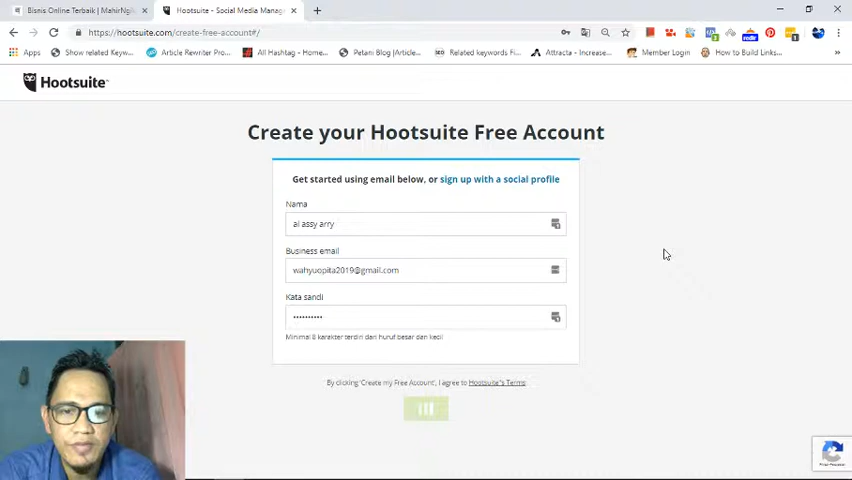 Bisnis Online Terbaik | MahirNgi
Hootsuite - Social Media Manag
https://hootsuite.com/create-free-account#/
Apps
Show related Keyw...
Article Rewriter Pro...
All Hashtag - Home...
Petani Blog |Article...
Related keywords Fi...
Attracta - Increase...
Member Login
How to Build Links...
Hootsuite
Create your Hootsuite Free Account
Get started using email below, or sign up with a social profile
Nama
al assy arry
Business email
wahyuopita2019@gmail.com
Kata sandi
••••••••••
Minimal 8 karakter terdiri dari huruf besar dan kecil
By clicking 'Create my Free Account', I agree to Hootsuite's Terms